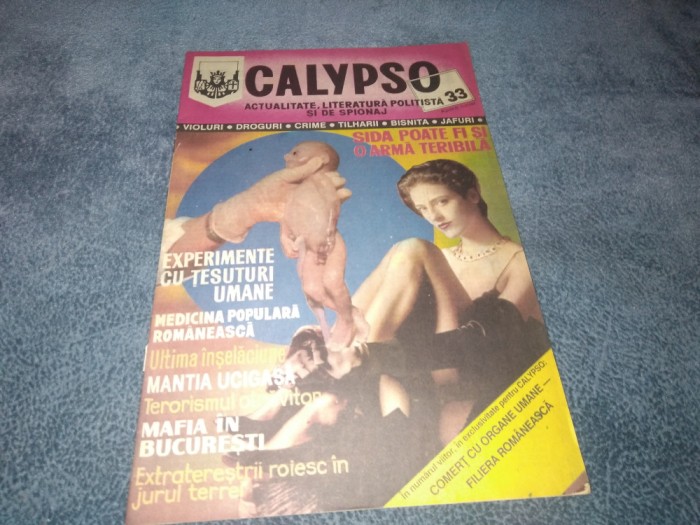 CALYPSO
ACTUALITATE, LITERATURĂ POLIȚISTĂ
ȘI DE SPIONAJ
33
VIOLURI • DROGURI • CRIME • TILHARII • BISNITA • JAFURI •
SIDA POATE FI ȘI
O ARMĂ TERIBILĂ
EXPERIMENTE
CU ȚESUTURI
UMANE
MEDICINA POPULARĂ
ROMÂNEASCĂ
Ultima înșelăciune
MANTIA UCIGAȘĂ
Terorismul
MAFIA ÎN
BUCUREȘTI
Extratereștrii roiesc în
jurul terrei
În numărul viitor, în exclusivitate pentru CALYPSO:
COMERȚ CU ORGANE UMANE —
FILIERA ROMÂNEASCĂ